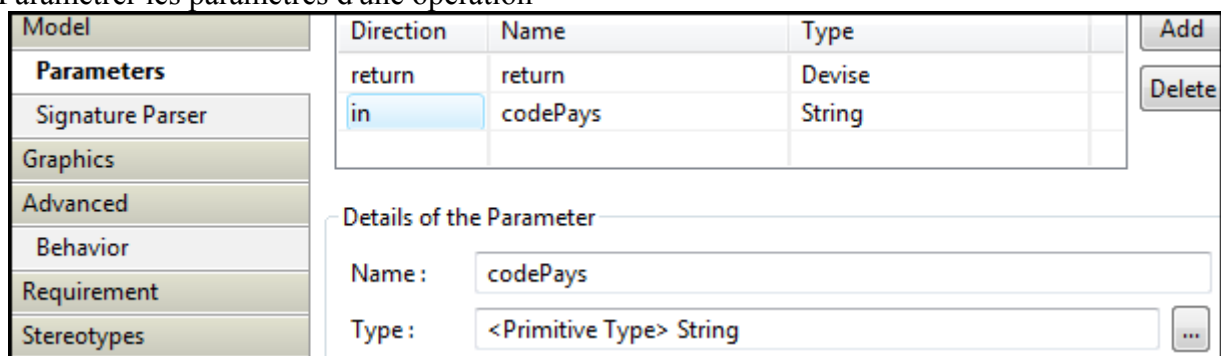 Paramétrer les paramètres d'une opération
Model
Parameters
Signature Parser
Graphics
Advanced
Behavior
Requirement
Stereotypes
Direction Name Type
return return Devise
in codePays String
Add
Delete
Details of the Parameter
Name : codePays
Type : <Primitive Type> String ...